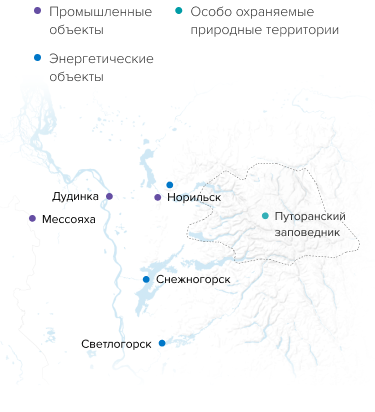 Промышленные
объекты
Особо охраняемые
природные территории
Энергетические
объекты
Дудинка
Норильск
Мессояха
Путоранский
заповедник
Снежногорск
Светлогорск